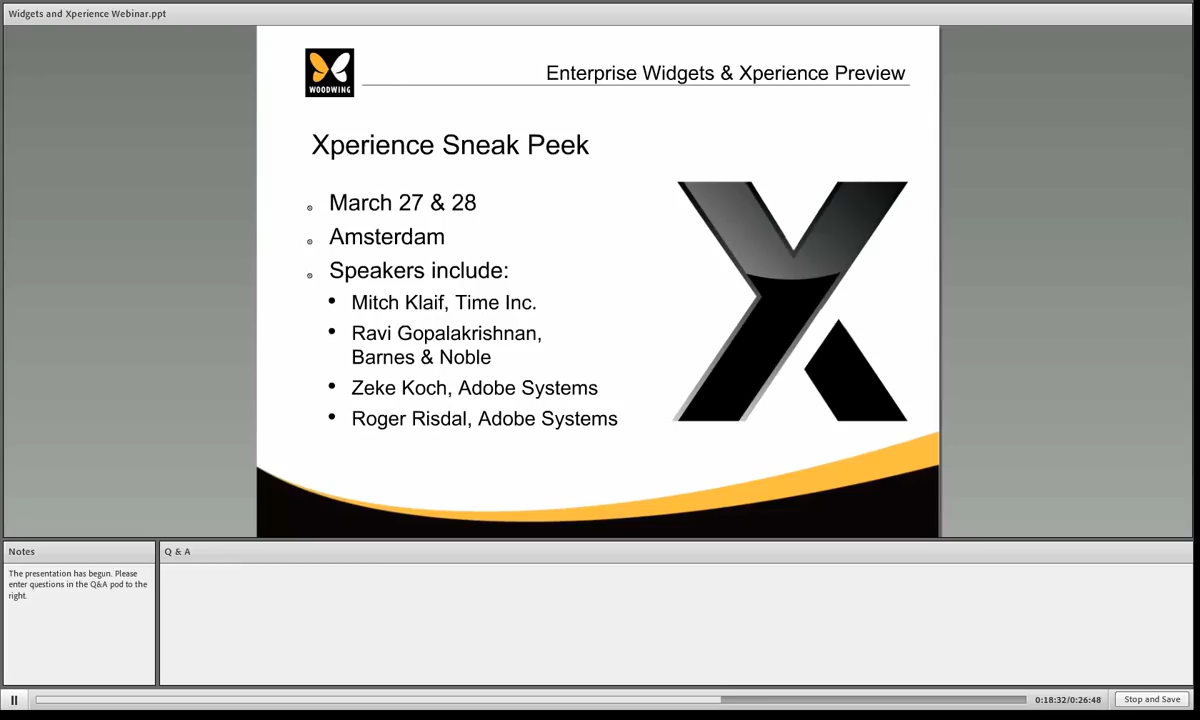 Widgets and Xperience Webinar.ppt
WOODWING
Enterprise Widgets & Xperience Preview
Xperience Sneak Peek
March 27 & 28
Amsterdam
Speakers include:
Mitch Klaif, Time Inc.
Ravi Gopalakrishnan,
Barnes & Noble
Zeke Koch, Adobe Systems
Roger Risdal, Adobe Systems
X
Notes
The presentation has begun. Please
enter questions in the Q&A pod to the
right.
Q & A
0:18:32/0:26:48
Stop and Save